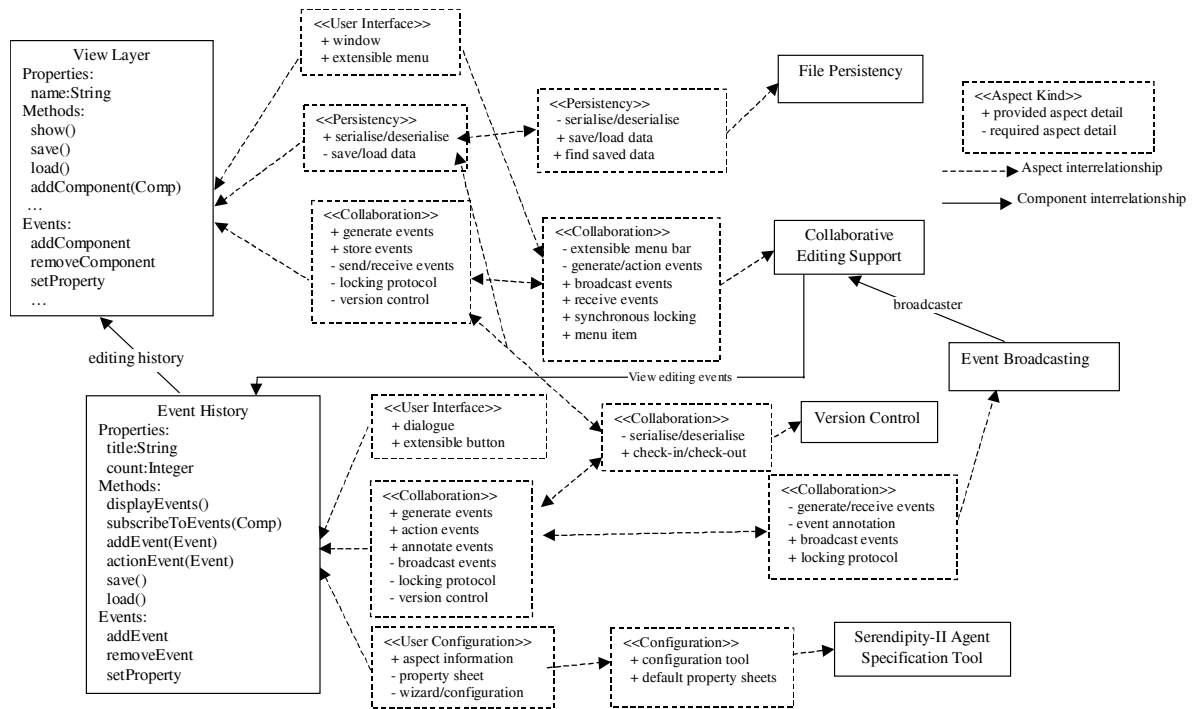 View Layer
Properties:
name:String
Methods:
show()
save()
load()
addComponent(Comp)
…
Events:
addComponent
removeComponent
setProperty
…
<<User Interface>>
+ window
+ extensible menu
<<Persistency>>
+ serialise/deserialise
- save/load data
<<Collaboration>>
+ generate events
+ store events
- send/receive events
- locking protocol
- version control
<<Persistency>>
- serialise/deserialise
+ save/load data
+ find saved data
File Persistency
<<Aspect Kind>>
+ provided aspect detail
- required aspect detail
Aspect interrelationship
Component interrelationship
<<Collaboration>>
- extensible menu bar
- generate/action events
+ broadcast events
+ receive events
+ synchronous locking
+ menu item
Collaborative
Editing Support
broadcaster
Event Broadcasting
editing history
View editing events
Event History
Properties:
title:String
count:Integer
Methods:
displayEvents()
subscribeToEvents(Comp)
addEvent(Event)
actionEvent(Event)
save()
load()
Events:
addEvent
removeEvent
setProperty
<<User Interface>>
+ dialogue
+ extensible button
<<Collaboration>>
+ generate events
+ action events
+ annotate events
- broadcast events
- locking protocol
- version control
<<User Configuration>>
+ aspect information
- property sheet
- wizard/configuration
<<Collaboration>>
- serialise/deserialise
+ check-in/check-out
Version Control
<<Collaboration>>
- generate/receive events
- event annotation
+ broadcast events
+ locking protocol
<<Configuration>>
+ configuration tool
+ default property sheets
Serendipity-II Agent
Specification Tool